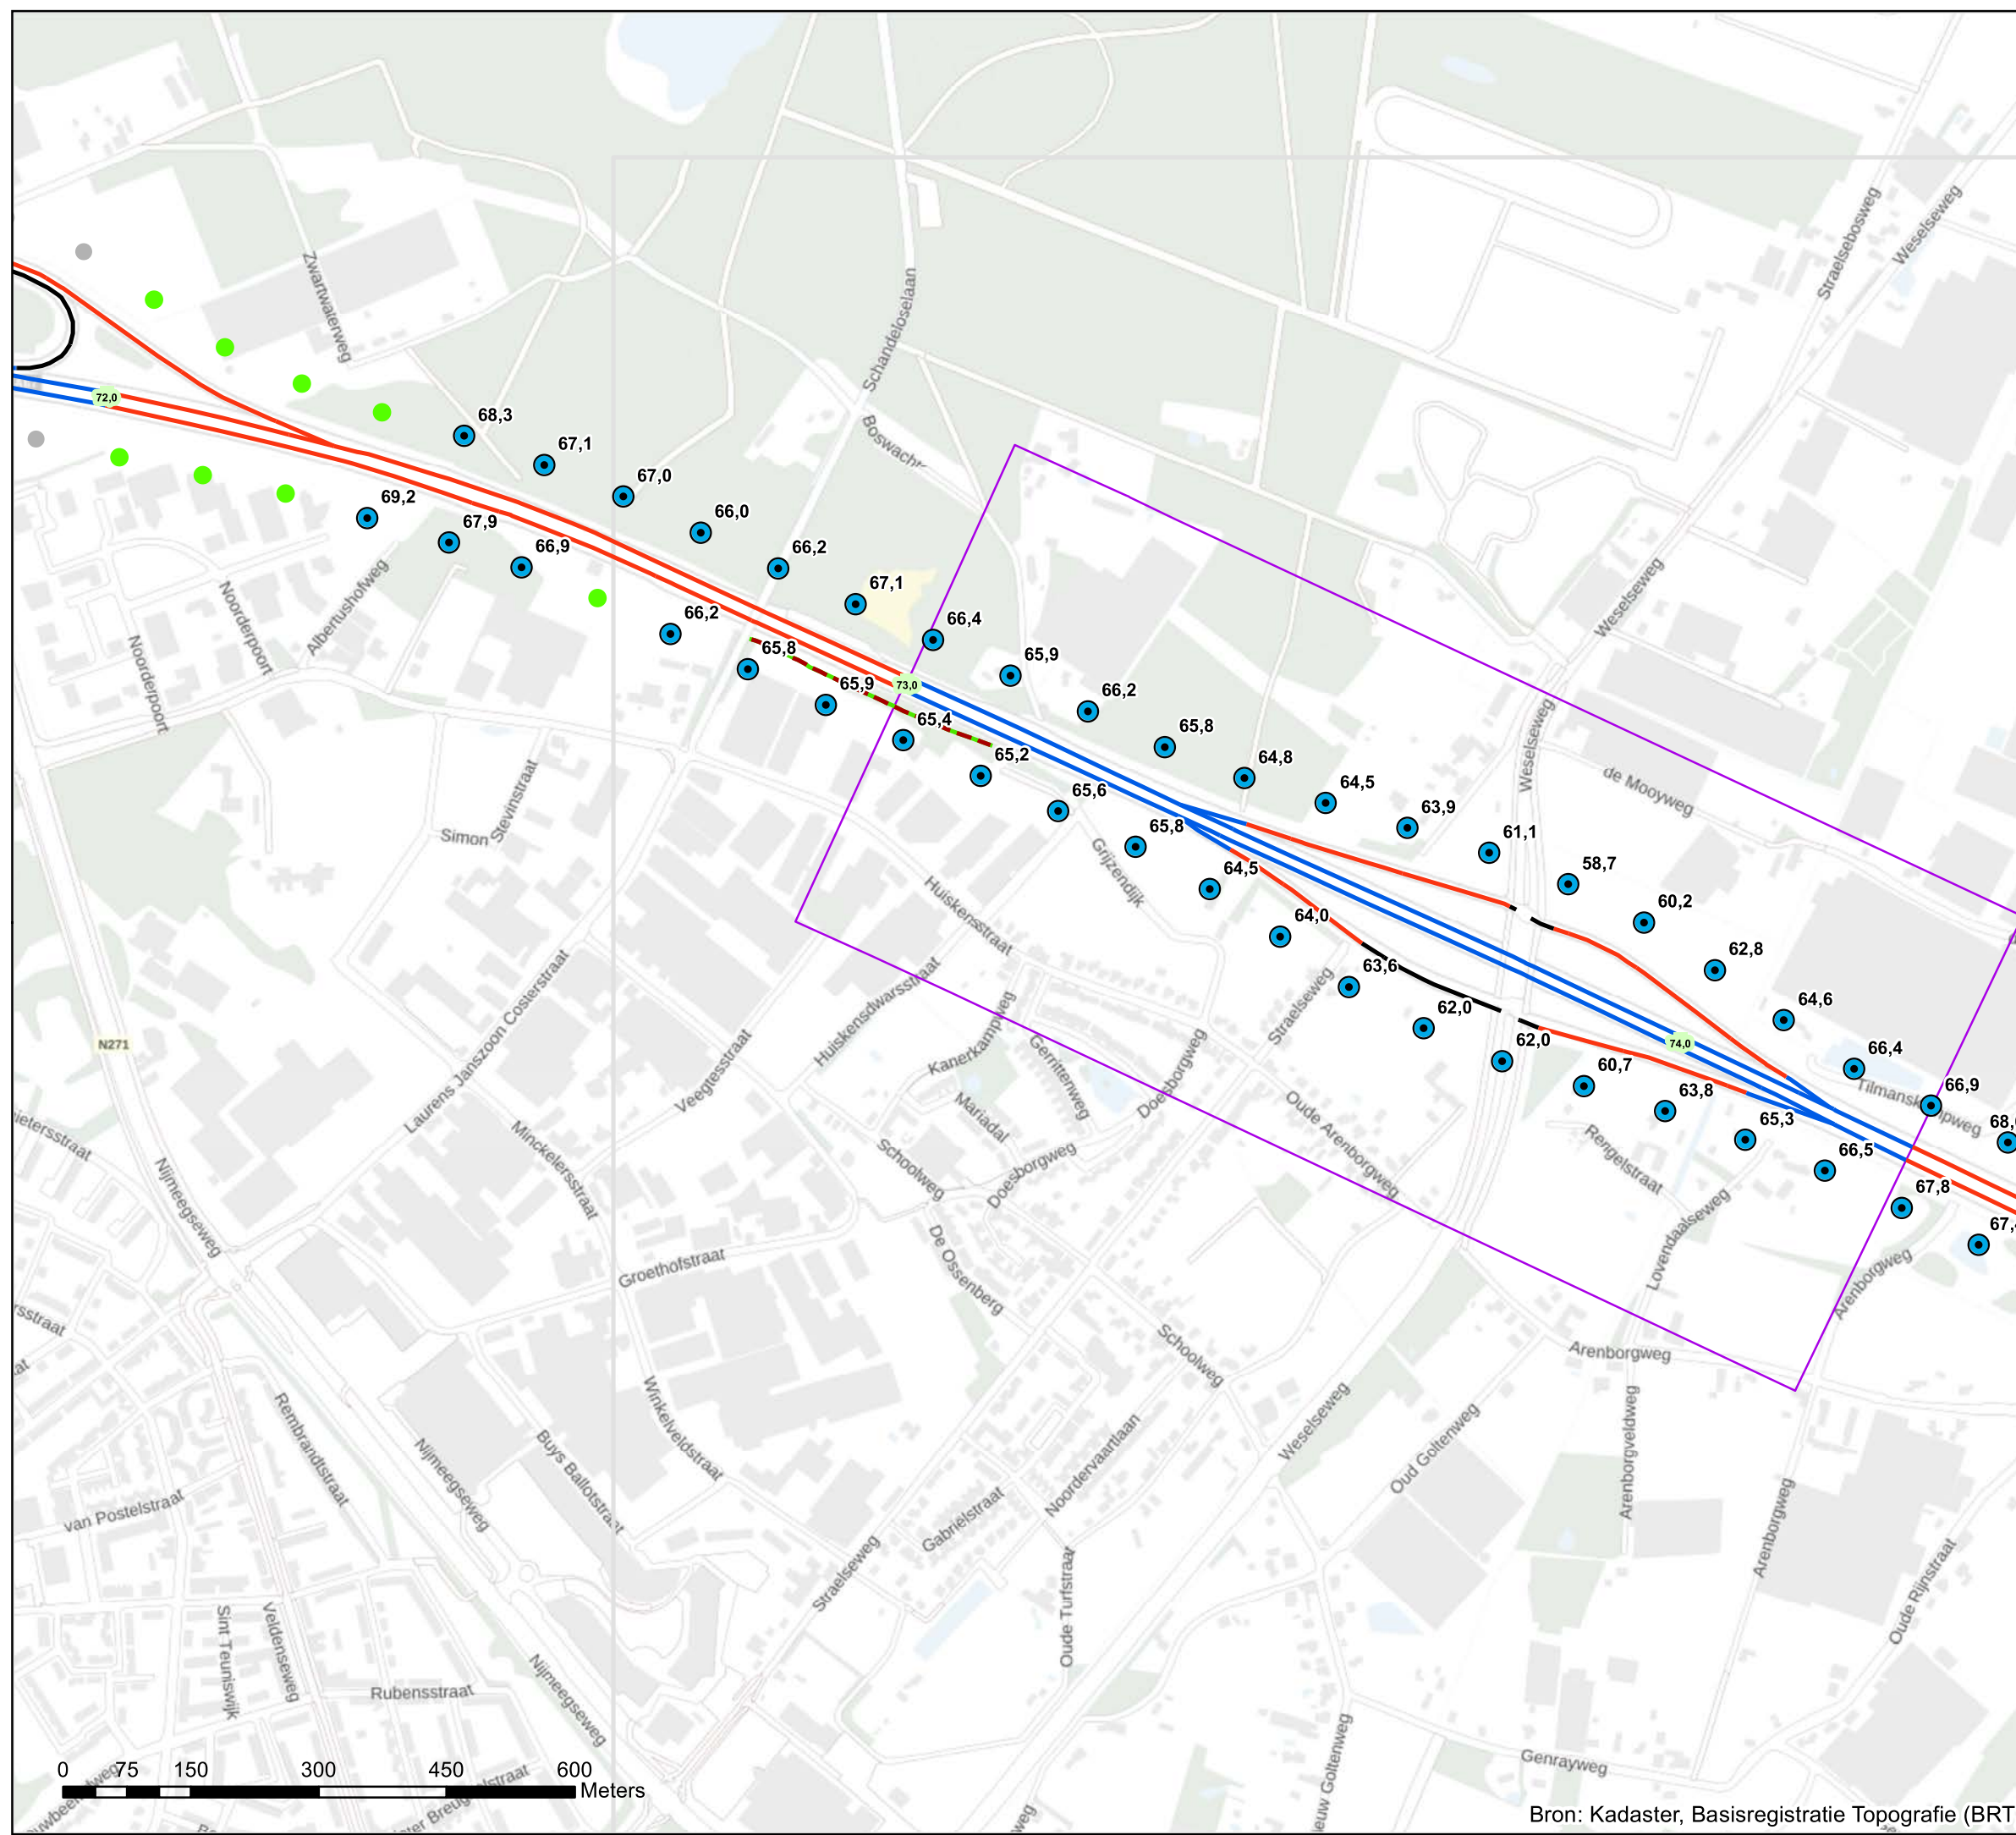 Straelsebosweg
Weselseweg
Zwartwaterweg
Schandeloselaan
72,0
68,3
67,1
67,0
66,0
66,2
67,1
66,4
65,9
66,2
65,8
64,8
64,5
63,9
61,1
58,7
60,2
62,8
64,6
66,4
66,9
69,2
67,9
66,9
66,2
65,8
65,9
65,4
65,2
65,6
65,8
64,5
64,0
63,6
62,0
62,0
60,7
63,8
65,3
66,5
67,8
73,0
74,0
Noorderpoort
Noorderpoort
Albertushofweg
Weselseweg
Weselseweg
de Mooyweg
Simon Stevinstraat
Grijzendijk
Huiskensstraat
Huiskensdwarsstraat
Straelseweg
N271
Laurens Janszoon Costerstraat
Veegtesstraat
Kanerkampweg
Gerrittenweg
Mariadal
Doesborgweg
Doesborgweg
Oude Arenborgweg
Schoolweg
Minckelersstraat
Nijmeegseweg
Rengelstraat
Lovendaalseweg
Arenborgweg
Groethofstraat
De Ossenberg
Schoolweg
Arenborgweg
Rembrandtstraat
Nijmeegseweg
Winkelveldstraat
Buys Ballotstraat
Weselseweg
Oud Goltenweg
Arenborgveldweg
Noordervaartlaan
Gabriëlstraat
van Postelstraat
Straelseweg
Oude Turfstraat
Arenborgweg
Oude Rijnstraat
Sint Teuniswijk
Veldenseweg
Rubensstraat
Nijmeegseweg
Genrayweg
0 75 150 300 450 600
Meters
Bron: Kadaster, Basisregistratie Topografie (BRT